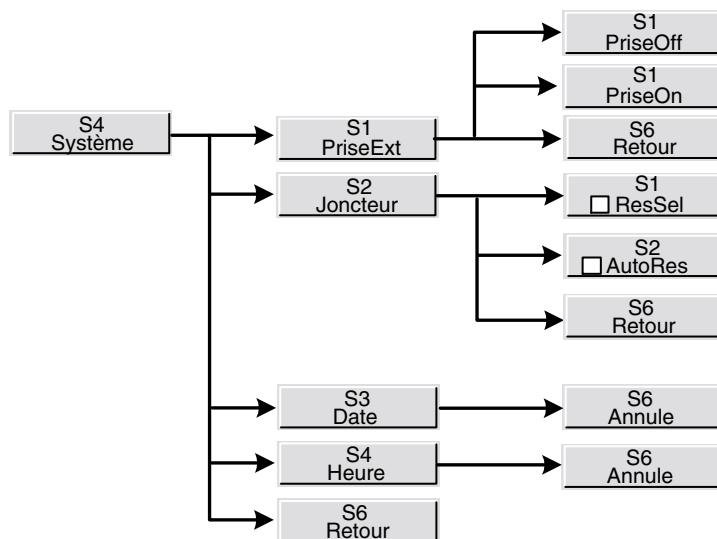 S4
Système
S1
PriseExt
S1
PriseOff
S1
PriseOn
S6
Retour
S2
Joncteur
S1
ResSel
S2
AutoRes
S6
Retour
S3
Date
S6
Annule
S4
Heure
S6
Annule
S6
Retour